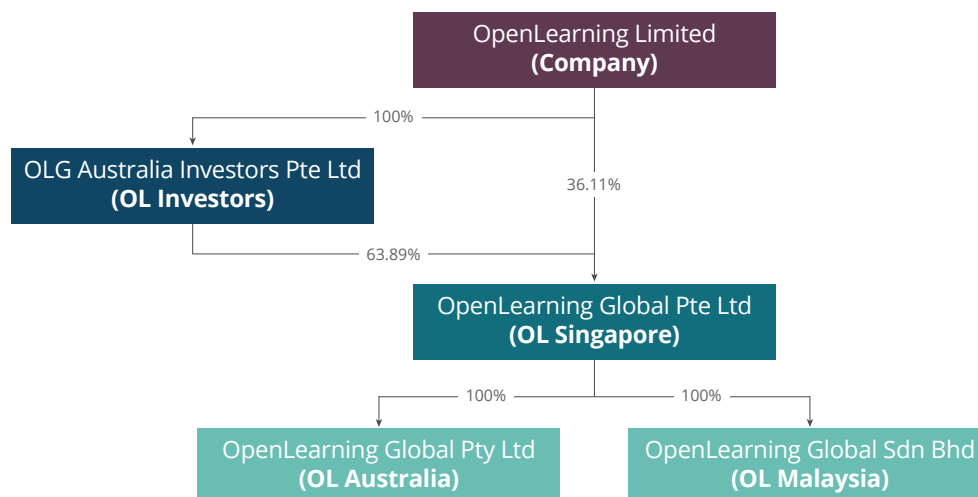 OpenLearning Limited
(Company)
100%
OLG Australia Investors Pte Ltd
(OL Investors)
36.11%
63.89%
OpenLearning Global Pte Ltd
(OL Singapore)
100%
100%
OpenLearning Global Pty Ltd
(OL Australia)
OpenLearning Global Sdn Bhd
(OL Malaysia)